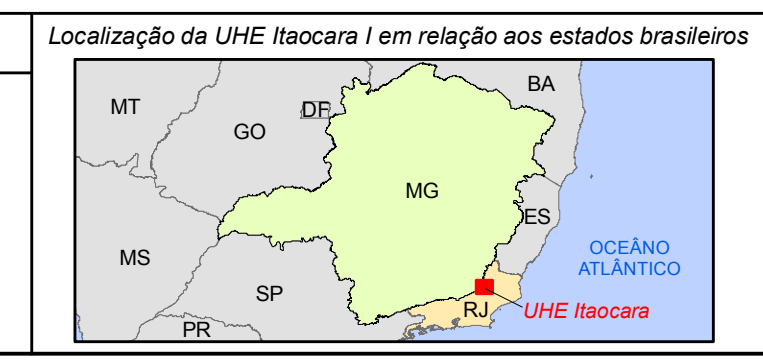 Localização da UHE Itaocara I em relação aos estados brasileiros
BA
MT
DF
GO
MG
ES
OCEÂNO
ATLÂNTICO
MS
SP
RJ
UHE Itaocara
PR